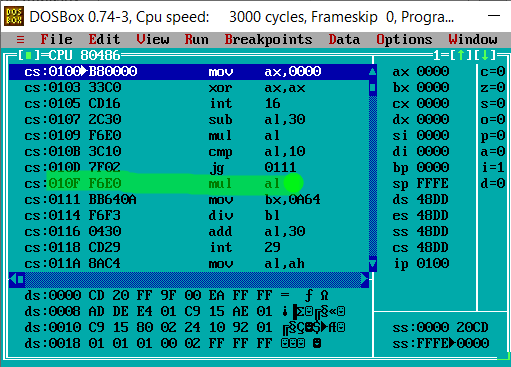 DOSBox 0.74-3, Cpu speed: 3000 cycles, Frameskip 0, Progra...
≡ File Edit View Run Breakpoints Data Options Window
[■]=CPU 80486 1=[↑][↓]
cs:0100►BB0000 mov ax,0000
cs:0103 33C0 xor ax,ax
cs:0105 CD16 int 16
cs:0107 2C30 sub al,30
cs:0109 F6E0 mul al
cs:010B 3C10 cmp al,10
cs:010D 7F02 jg 0111
cs:010F F6E0 mul al
cs:0111 BB640A mov bx,0A64
cs:0114 F6F3 div bl
cs:0116 0430 add al,30
cs:0118 CD29 int 29
cs:011A 8AC4 mov al,ah
ax 0000 c=0
bx 0000 z=0
cx 0000 s=0
dx 0000 o=0
si 0000 p=0
di 0000 a=0
bp 0000 i=1
sp FFFE d=0
ds 48DD
es 48DD
ss 48DD
cs 48DD
ip 0100
ds:0000 CD 20 FF 9F 00 EA FF FF = ƒ Ω
ds:0008 AD DE E4 01 C9 15 AE 01
ds:0010 C9 15 80 02 24 10 92 01
ds:0018 01 01 01 00 02 FF FF FF
ss:0000 20CD
ss:FFFE►0000